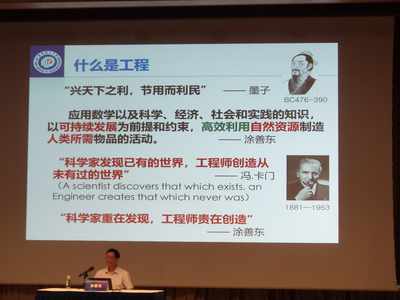 什么是工程
“兴天下之利，节用而利民” —— 墨子
BC476-390
应用数学以及科学、经济、社会和实践的知识，
以可持续发展为前提和约束，高效利用自然资源制造
人类所需物品的活动。 —— 涂善东
“科学家发现已有的世界，工程师创造从
未有过的世界” —— 冯.卡门
（A scientist discovers that which exists, an
Engineer creates that which never was）
1881—1963
“科学家重在发现，工程师贵在创造”
—— 涂善东